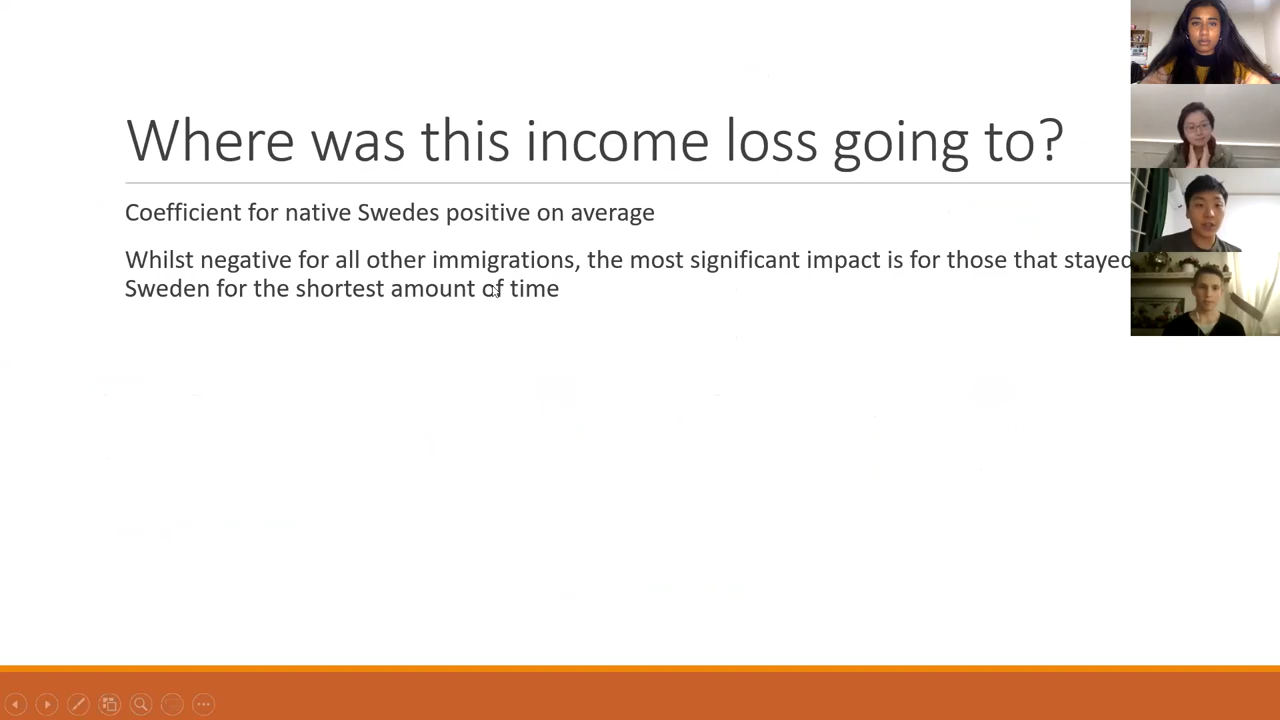 Where was this income loss going to?
Coefficient for native Swedes positive on average
Whilst negative for all other immigrations, the most significant impact is for those that stayed
Sweden for the shortest amount of time